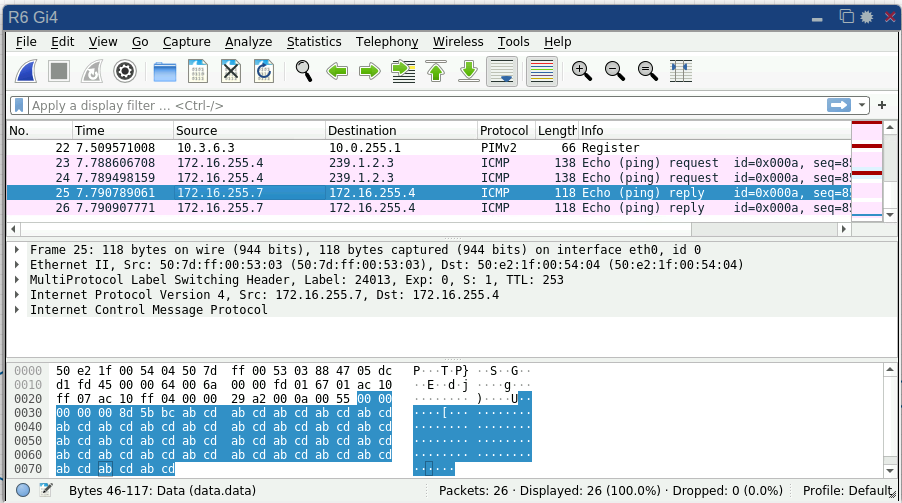 R6 Gi4
File Edit View Go Capture Analyze Statistics Telephony Wireless Tools Help
Apply a display filter … <Ctrl-/>
No. Time Source Destination Protocol Length Info
22 7.509571008 10.3.6.3 10.0.255.1 PIMv2 66 Register
23 7.788606708 172.16.255.4 239.1.2.3 ICMP 138 Echo (ping) request id=0x000a, seq=85
24 7.789498159 172.16.255.4 239.1.2.3 ICMP 138 Echo (ping) request id=0x000a, seq=85
25 7.790789061 172.16.255.7 172.16.255.4 ICMP 118 Echo (ping) reply id=0x000a, seq=85
26 7.790907771 172.16.255.7 172.16.255.4 ICMP 118 Echo (ping) reply id=0x000a, seq=85
Frame 25: 118 bytes on wire (944 bits), 118 bytes captured (944 bits) on interface eth0, id 0
Ethernet II, Src: 50:7d:ff:00:53:03 (50:7d:ff:00:53:03), Dst: 50:e2:1f:00:54:04 (50:e2:1f:00:54:04)
MultiProtocol Label Switching Header, Label: 24013, Exp: 0, S: 1, TTL: 253
Internet Protocol Version 4, Src: 172.16.255.7, Dst: 172.16.255.4
Internet Control Message Protocol
0000 50 e2 1f 00 54 04 50 7d ff 00 53 03 88 47 05 dc P···T·P} ··S··G··
0010 d1 fd 45 00 00 64 00 6a 00 00 fd 01 67 01 ac 10 ··E··d·j ····g···
0020 ff 07 ac 10 ff 04 00 00 29 a2 00 0a 00 55 00 00 ········ )····U··
0030 00 00 00 8d 5b bc ab cd ab cd ab cd ab cd ab cd ····[··· ········
0040 ab cd ab cd ab cd ab cd ab cd ab cd ab cd ab cd ········ ········
0050 ab cd ab cd ab cd ab cd ab cd ab cd ab cd ab cd ········ ········
0060 ab cd ab cd ab cd ab cd ab cd ab cd ab cd ab cd ········ ········
0070 ab cd ab cd ab cd ······
Bytes 46-117: Data (data.data) Packets: 26 · Displayed: 26 (100.0%) · Dropped: 0 (0.0%) Profile: Default